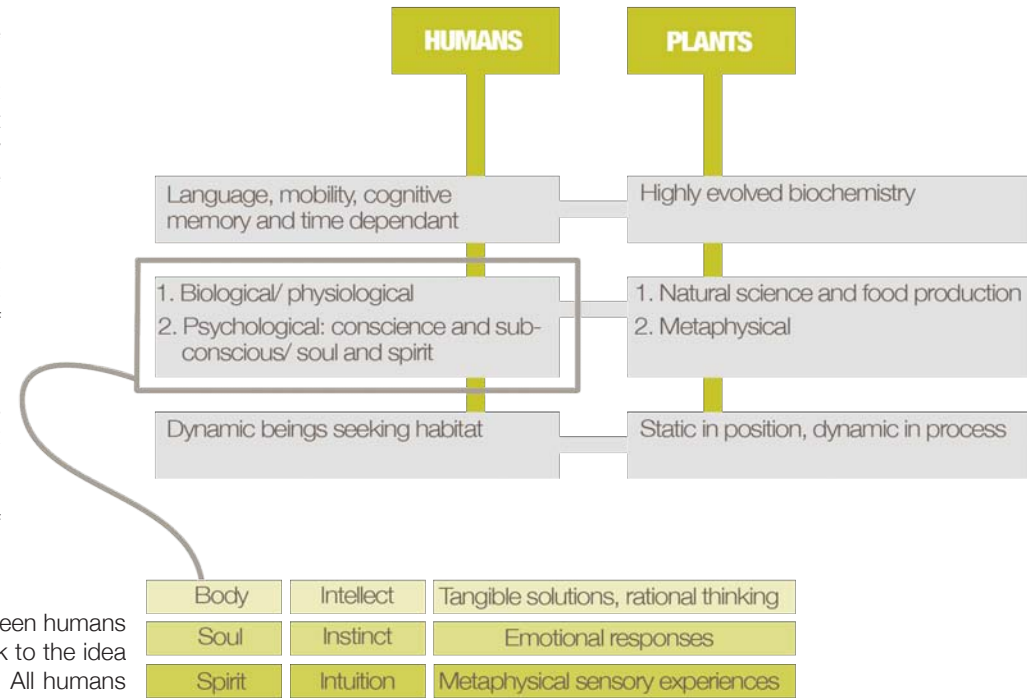 HUMANS
PLANTS
Language, mobility, cognitive
memory and time dependant
Highly evolved biochemistry
1. Biological/ physiological
2. Psychological: conscience and sub-
conscious/ soul and spirit
1. Natural science and food production
2. Metaphysical
Dynamic beings seeking habitat
Static in position, dynamic in process
Body
Intellect
Tangible solutions, rational thinking
Soul
Instinct
Emotional responses
Spirit
Intuition
Metaphysical sensory experiences
humans
to the idea
All humans